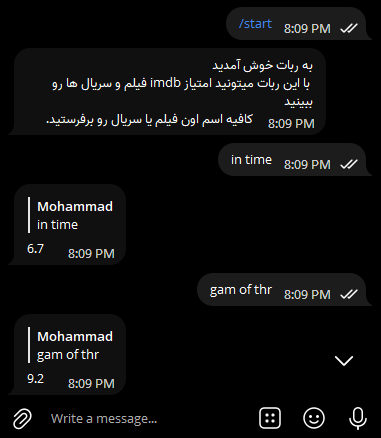 /start
8:09 PM
به ربات خوش آمدید
با این ربات میتونید امتیاز imdb فیلم و سریال ها رو
ببینید
کافیه اسم اون فیلم یا سریال رو برفرستید.
8:09 PM
in time
8:09 PM
Mohammad
in time
6.7
8:09 PM
gam of thr
8:09 PM
Mohammad
gam of thr
9.2
8:09 PM
Write a message...